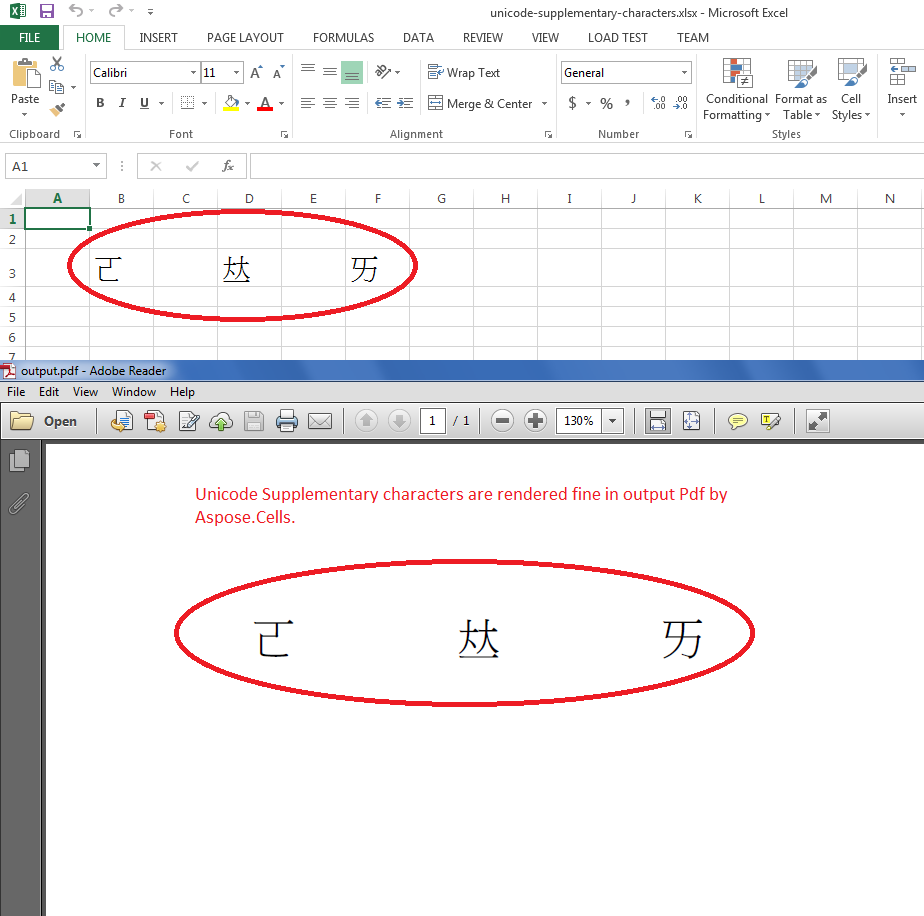 unicode-supplementary-characters.xlsx - Microsoft Excel
FILE HOME INSERT PAGE LAYOUT FORMULAS DATA REVIEW VIEW LOAD TEST TEAM
Calibri 11 Wrap Text General
Paste B I U A Merge & Center $ % , Conditional Formatting Format as Table Cell Styles Insert
Clipboard Font Alignment Number Styles
A1 fx
A B C D E F G H I J K L M N
1
2
3
4
5
6
7
output.pdf - Adobe Reader
File Edit View Window Help
Open 1 / 1 130%
Unicode Supplementary characters are rendered fine in output Pdf by
Aspose.Cells.